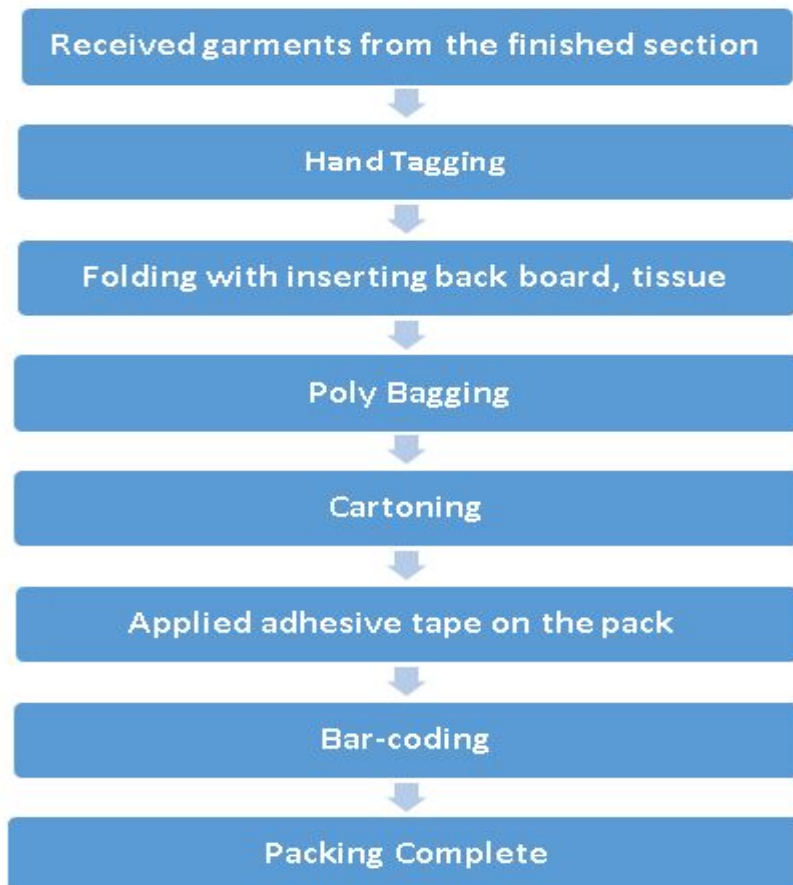 Received garments from the finished section
Hand Tagging
Folding with inserting back board, tissue
Poly Bagging
Cartoning
Applied adhesive tape on the pack
Bar-coding
Packing Complete